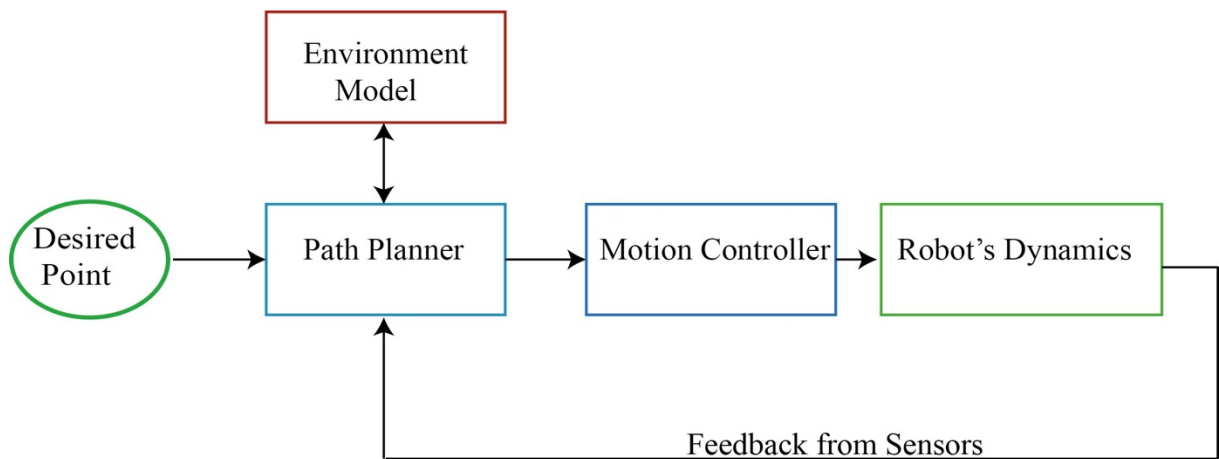 Environment
Model
Desired
Point
Path Planner
Motion Controller
Robot’s Dynamics
Feedback from Sensors